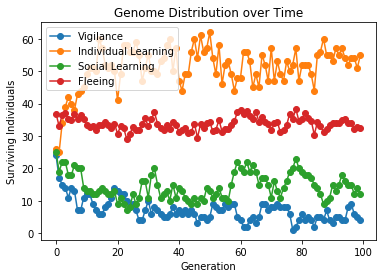 Genome Distribution over Time
Vigilance
Individual Learning
Social Learning
Fleeing
Surviving Individuals
60
50
40
30
20
10
0
0 20 40 60 80 100
Generation